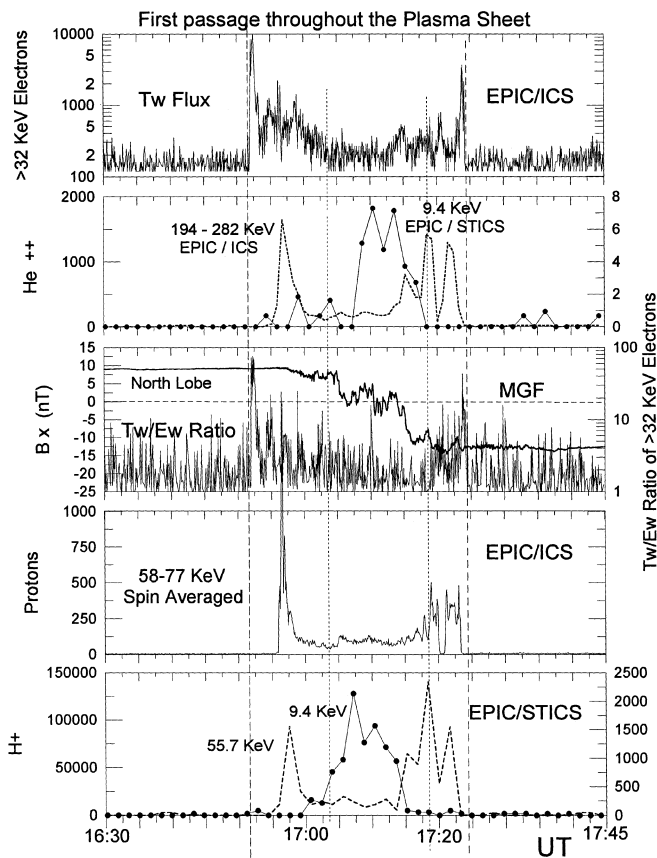 First passage throughout the Plasma Sheet
>32 KeV Electrons
10000
5
2
1000
5
2
100
Tw Flux
EPIC/ICS
He ++
2000
1000
0
194 - 282 KeV
EPIC / ICS
9.4 KeV
EPIC / STICS
8
6
4
2
0
B x (nT)
15
10
5
0
-5
-10
-15
-20
-25
North Lobe
Tw/Ew Ratio
MGF
100
10
1
Tw/Ew Ratio of >32 KeV Electrons
Protons
1000
750
500
250
0
58-77 KeV
Spin Averaged
EPIC/ICS
H+
150000
100000
50000
0
9.4 KeV
55.7 KeV
EPIC/STICS
2500
2000
1500
1000
500
0
16:30
17:00
17:20
17:45
UT